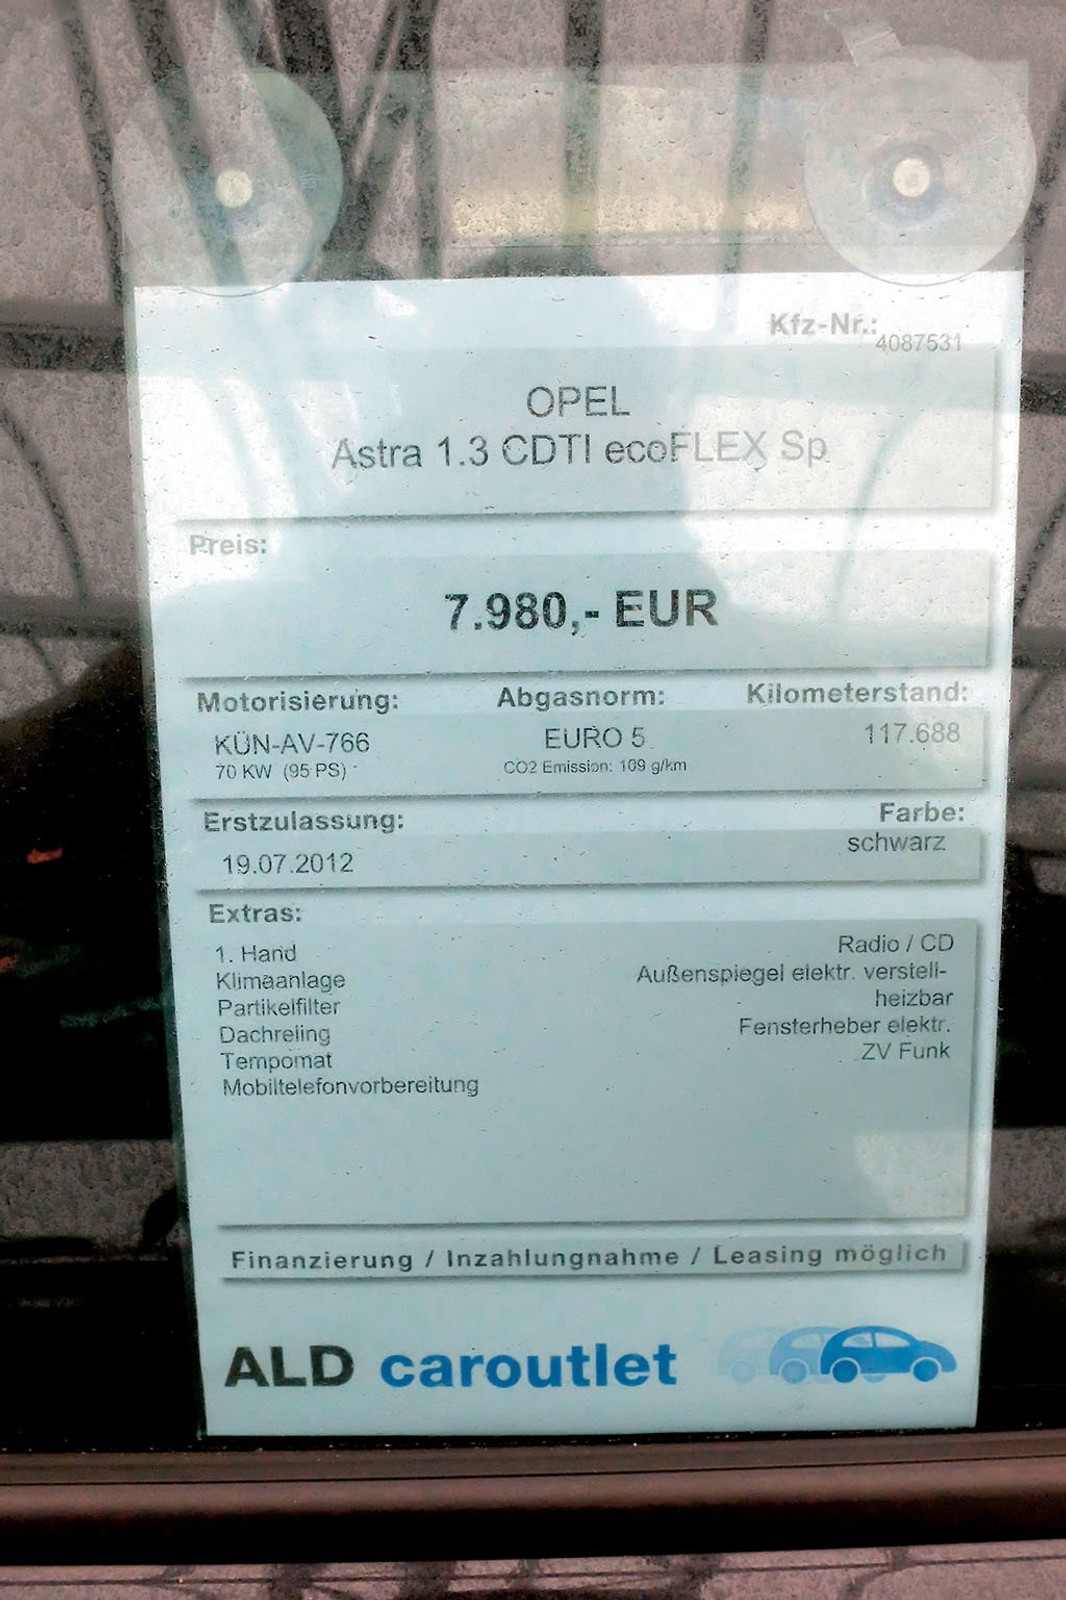 Kfz-Nr.:
4087531
OPEL
Astra 1.3 CDTI ecoFLEX Sp
Preis:
7.980,- EUR
Motorisierung: Abgasnorm: Kilometerstand:
KÜN-AV-766 EURO 5 117.688
70 KW (95 PS) CO2 Emission: 109 g/km
Erstzulassung: Farbe:
19.07.2012 schwarz
Extras:
1. Hand Radio / CD
Klimaanlage Außenspiegel elektr. verstell-
Partikelfilter heizbar
Dachreling Fensterheber elektr.
Tempomat ZV Funk
Mobiltelefonvorbereitung
Finanzierung / Inzahlungnahme / Leasing möglich
ALD caroutlet